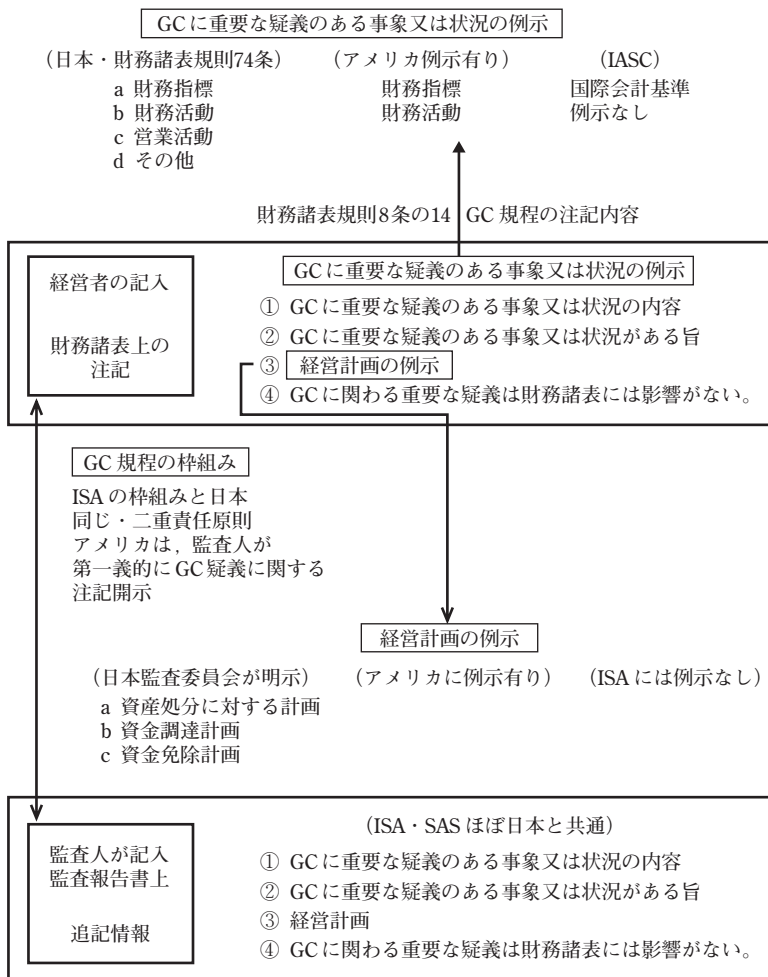 GCに重要な疑義のある事象又は状況の例示
（日本・財務諸表規則74条） （アメリカ例示有り） （IASC）
a 財務指標 財務指標 国際会計基準
b 財務活動 財務活動 例示なし
c 営業活動
d その他
財務諸表規則8条の14 GC 規程の注記内容
経営者の記入
財務諸表上の
注記
GCに重要な疑義のある事象又は状況の例示
① GCに重要な疑義のある事象又は状況の内容
② GCに重要な疑義のある事象又は状況がある旨
③ 経営計画の例示
④ GCに関わる重要な疑義は財務諸表には影響がない。
GC 規程の枠組み
ISA の枠組みと日本
同じ・二重責任原則
アメリカは，監査人が
第一義的に GC 疑義に関する
注記開示
経営計画の例示
（日本監査委員会が明示） （アメリカに例示有り） （ISA には例示なし）
a 資産処分に対する計画
b 資金調達計画
c 資金免除計画
監査人が記入
監査報告書上
追記情報
（ISA・SAS ほぼ日本と共通）
① GCに重要な疑義のある事象又は状況の内容
② GCに重要な疑義のある事象又は状況がある旨
③ 経営計画
④ GCに関わる重要な疑義は財務諸表には影響がない。